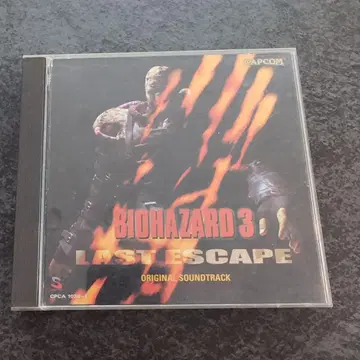 CAPCOM
BIOHAZARD 3
LAST ESCAPE
ORIGINAL SOUNDTRACK